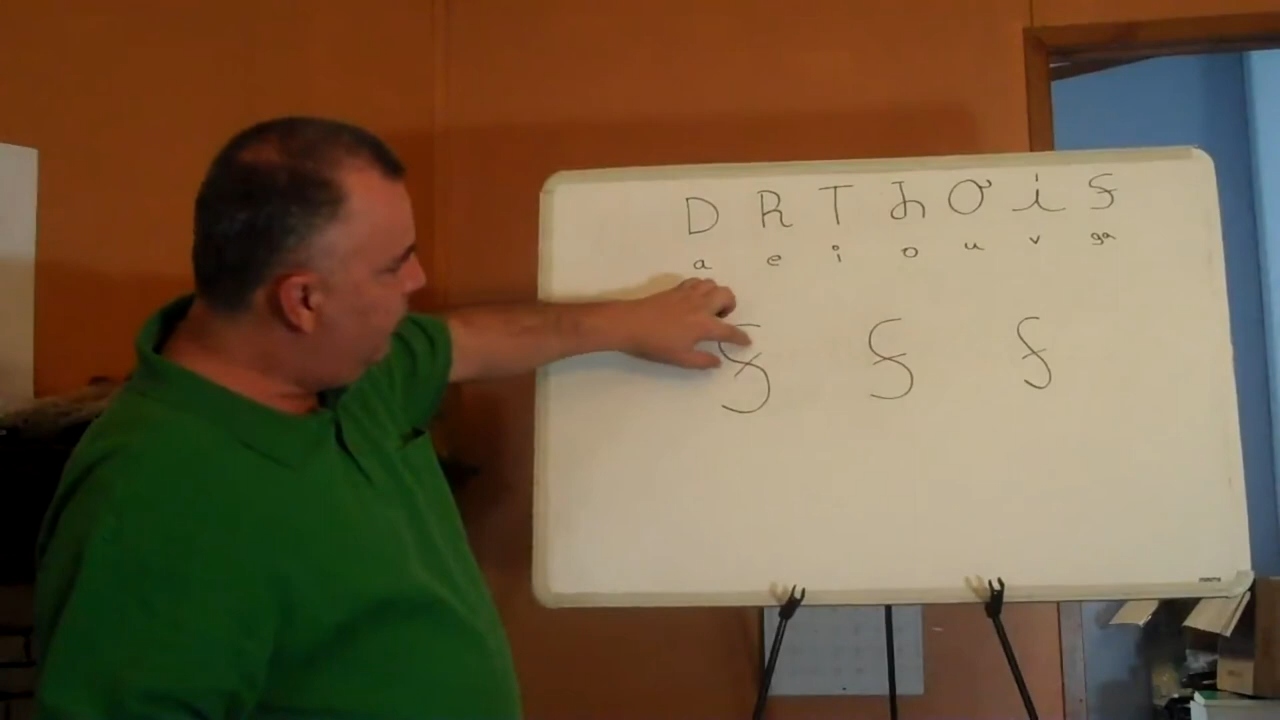 Ꭰ Ꭱ Ꭲ Ꭳ Ꭴ Ꭵ Ꭶ
a e i o u v ga
Ꭶ Ꭶ Ꭶ